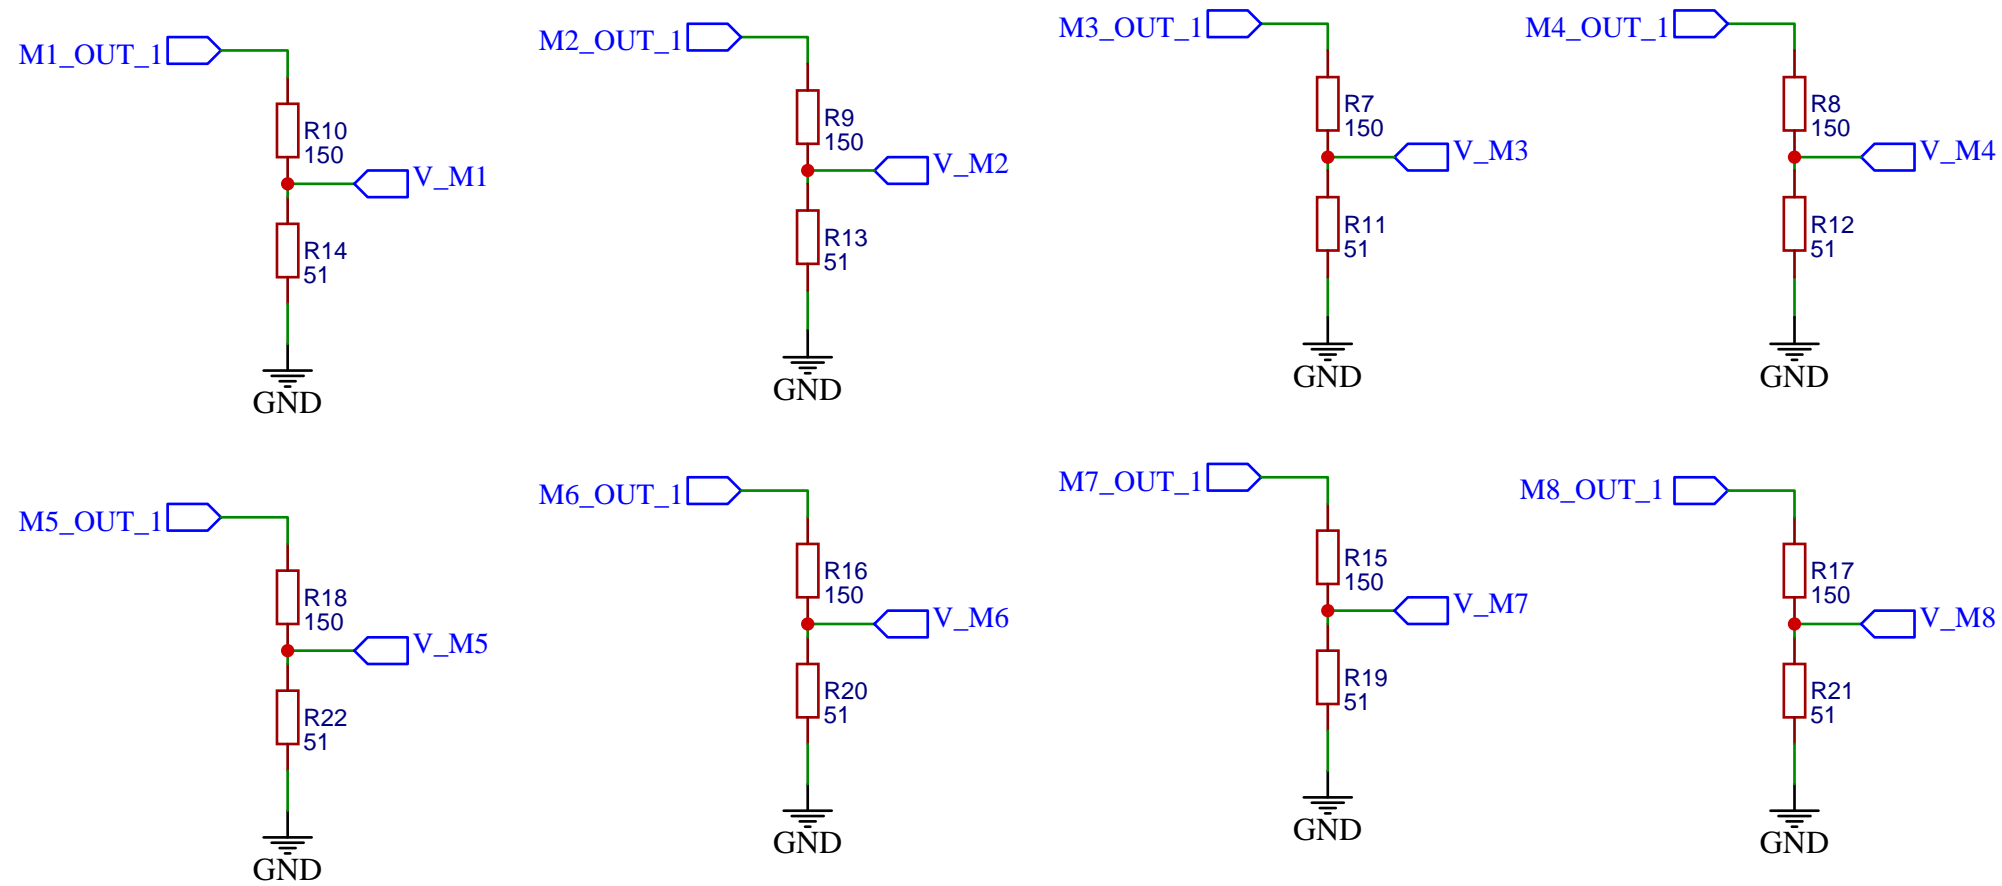 M1_OUT_1
R10
150
V_M1
R14
51
GND
M2_OUT_1
R9
150
V_M2
R13
51
GND
M3_OUT_1
R7
150
V_M3
R11
51
GND
M4_OUT_1
R8
150
V_M4
R12
51
GND
M5_OUT_1
R18
150
V_M5
R22
51
GND
M6_OUT_1
R16
150
V_M6
R20
51
GND
M7_OUT_1
R15
150
V_M7
R19
51
GND
M8_OUT_1
R17
150
V_M8
R21
51
GND